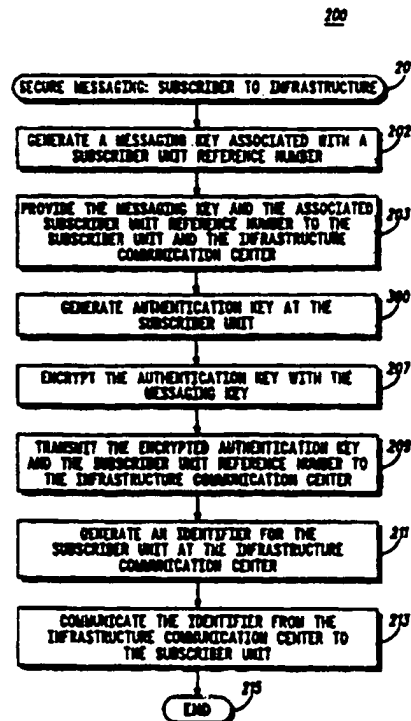 200
SECURE MESSAGING: SUBSCRIBER TO INFRASTRUCTURE
20
GENERATE A MESSAGING KEY ASSOCIATED WITH A
SUBSCRIBER UNIT REFERENCE NUMBER
202
PROVIDE THE MESSAGING KEY AND THE ASSOCIATED
SUBSCRIBER UNIT REFERENCE NUMBER TO THE
SUBSCRIBER UNIT AND THE INFRASTRUCTURE
COMMUNICATION CENTER
203
GENERATE AUTHENTICATION KEY AT THE
SUBSCRIBER UNIT
300
ENCRYPT THE AUTHENTICATION KEY WITH THE
MESSAGING KEY
207
TRANSMIT THE ENCRYPTED AUTHENTICATION KEY
AND THE SUBSCRIBER UNIT REFERENCE NUMBER TO
THE INFRASTRUCTURE COMMUNICATION CENTER
209
GENERATE AN IDENTIFIER FOR THE
SUBSCRIBER UNIT AT THE INFRASTRUCTURE
COMMUNICATION CENTER
211
COMMUNICATE THE IDENTIFIER FROM THE
INFRASTRUCTURE COMMUNICATION CENTER TO
THE SUBSCRIBER UNIT
213
END
215